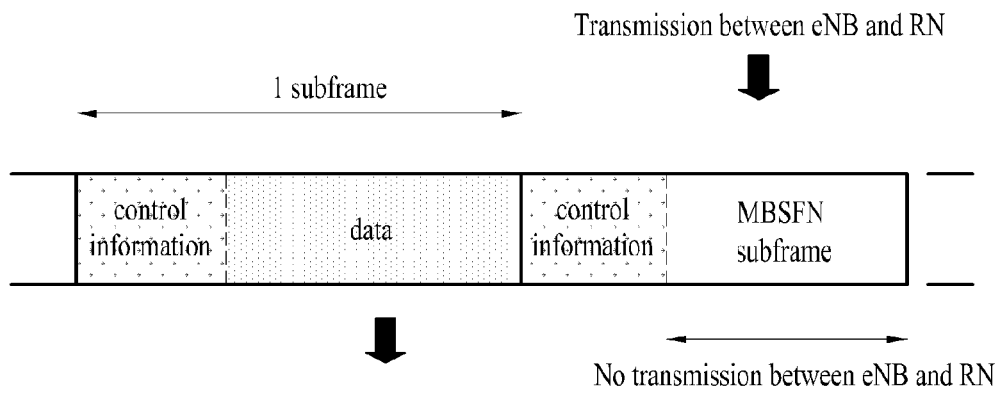 Transmission between eNB and RN
1 subframe
control
information
data
control
information
MBSFN
subframe
No transmission between eNB and RN